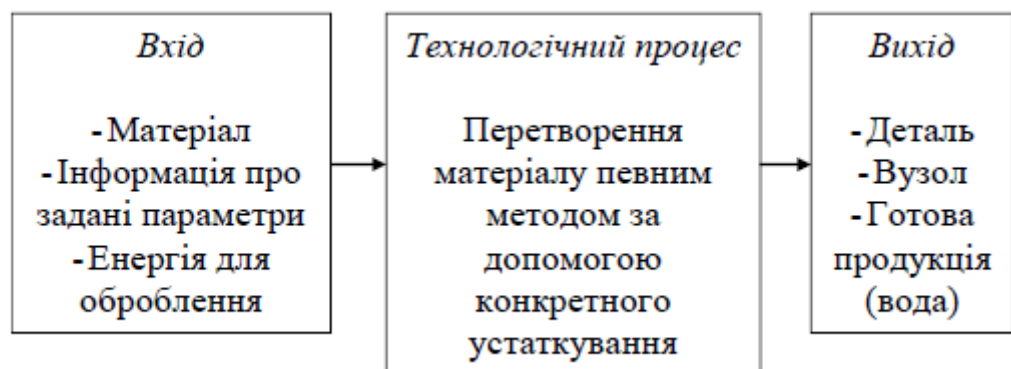 Вхід
-Матеріал
-Інформація про
задані параметри
-Енергія для
оброблення
Технологічний процес
Перетворення
матеріалу певним
методом за
допомогою
конкретного
устаткування
Вихід
-Деталь
-Вузол
-Готова
продукція
(вода)